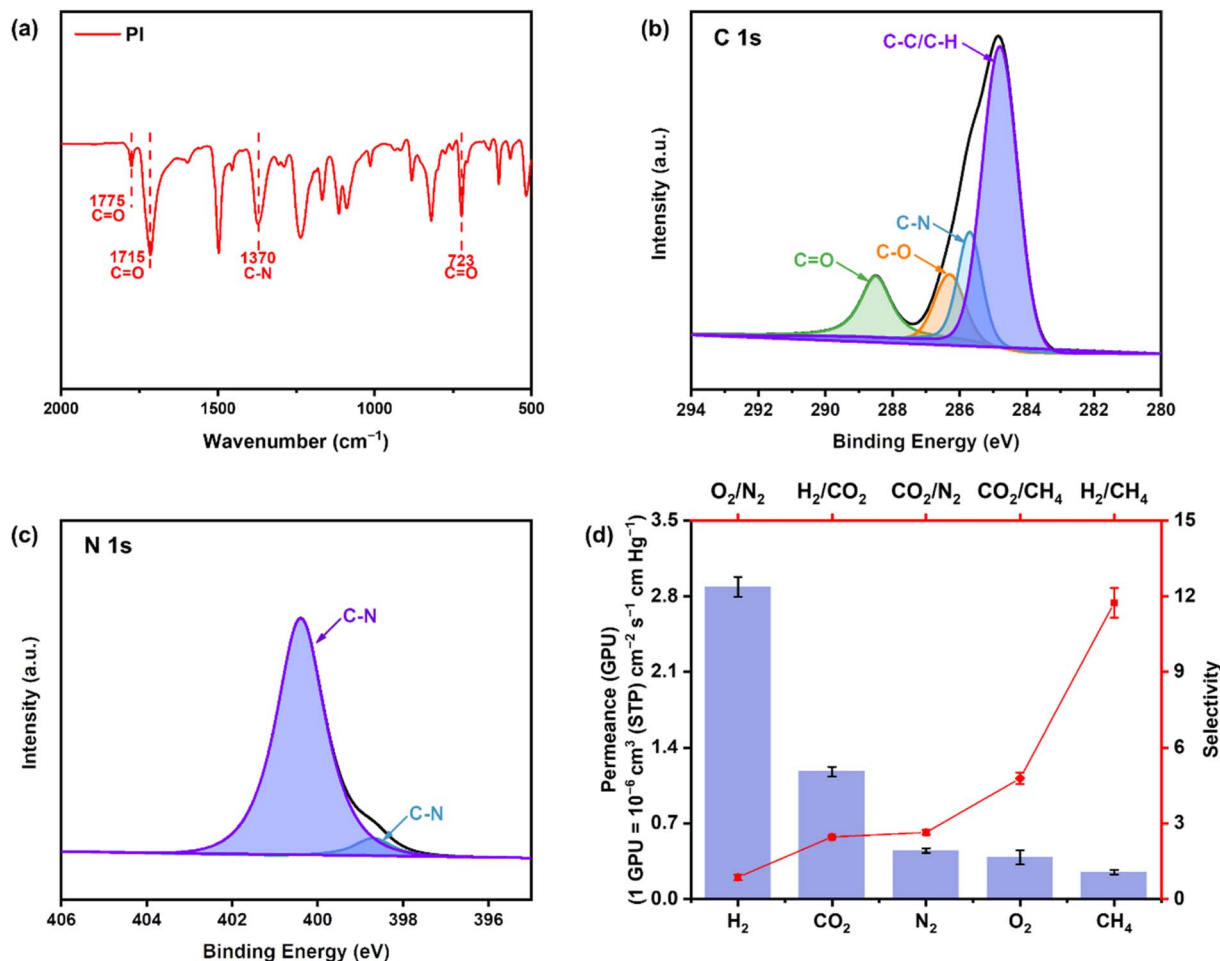 (a)
PI
1775
C=O
1715
C=O
1370
C-N
723
C=O
2000
1500
1000
500
Wavenumber (cm⁻¹)
(b)
C 1s
C-C/C-H
C-N
C-O
C=O
Intensity (a.u.)
294
292
290
288
286
284
282
280
Binding Energy (eV)
(c)
N 1s
C-N
C-N
Intensity (a.u.)
406
404
402
400
398
396
Binding Energy (eV)
O₂/N₂
H₂/CO₂
CO₂/N₂
CO₂/CH₄
H₂/CH₄
(d)
3.5
2.8
2.1
1.4
0.7
0.0
Permeance (GPU)
(1 GPU = 10⁻⁶ cm³ (STP) cm⁻² s⁻¹ cm Hg⁻¹)
15
12
9
6
3
0
Selectivity
H₂
CO₂
N₂
O₂
CH₄